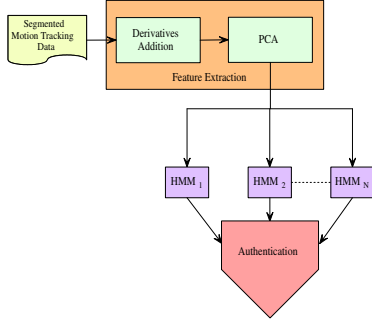 Segmented
Motion Tracking
Data
Derivatives
Addition
PCA
Feature Extraction
HMM 1
HMM 2
HMM N
Authentication